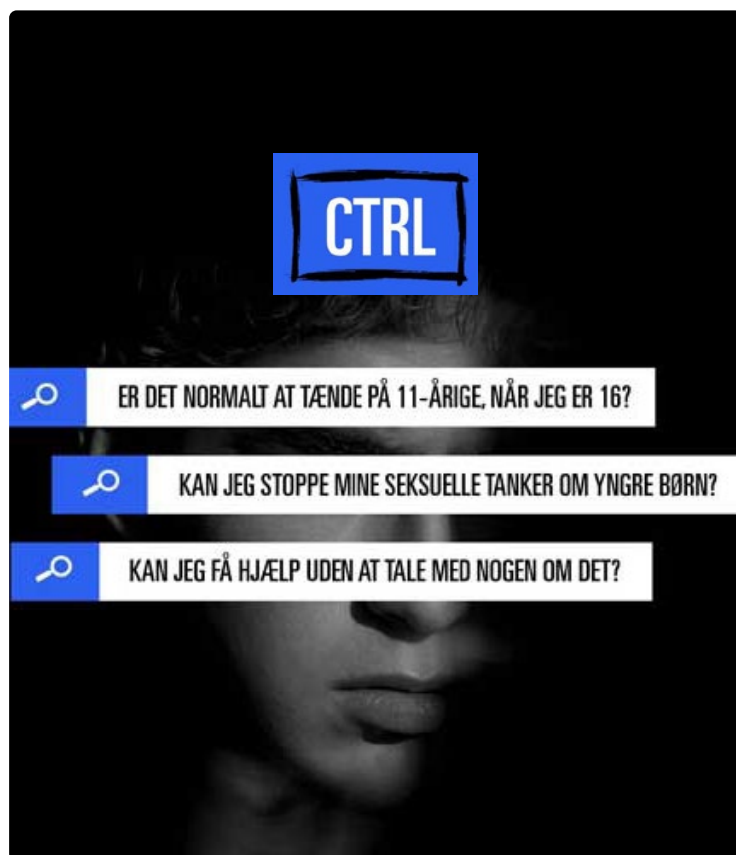 CTRL
ER DET NORMALT AT TÆNDE PÅ 11-ÅRIGE, NÅR JEG ER 16?
KAN JEG STOPPE MINE SEKSUELLE TANKER OM YNGRE BØRN?
KAN JEG FÅ HJÆLP UDEN AT TALE MED NOGEN OM DET?